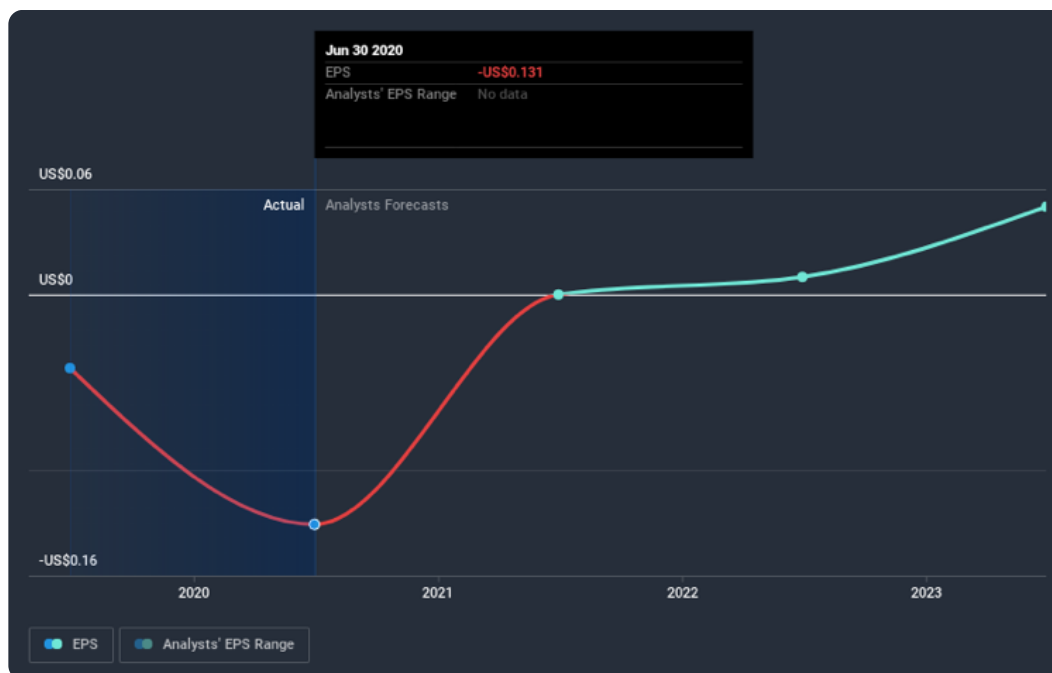 Jun 30 2020
EPS -US$0.131
Analysts' EPS Range No data
US$0.06
Actual Analysts Forecasts
US$0
-US$0.16
2020 2021 2022 2023
EPS Analysts' EPS Range